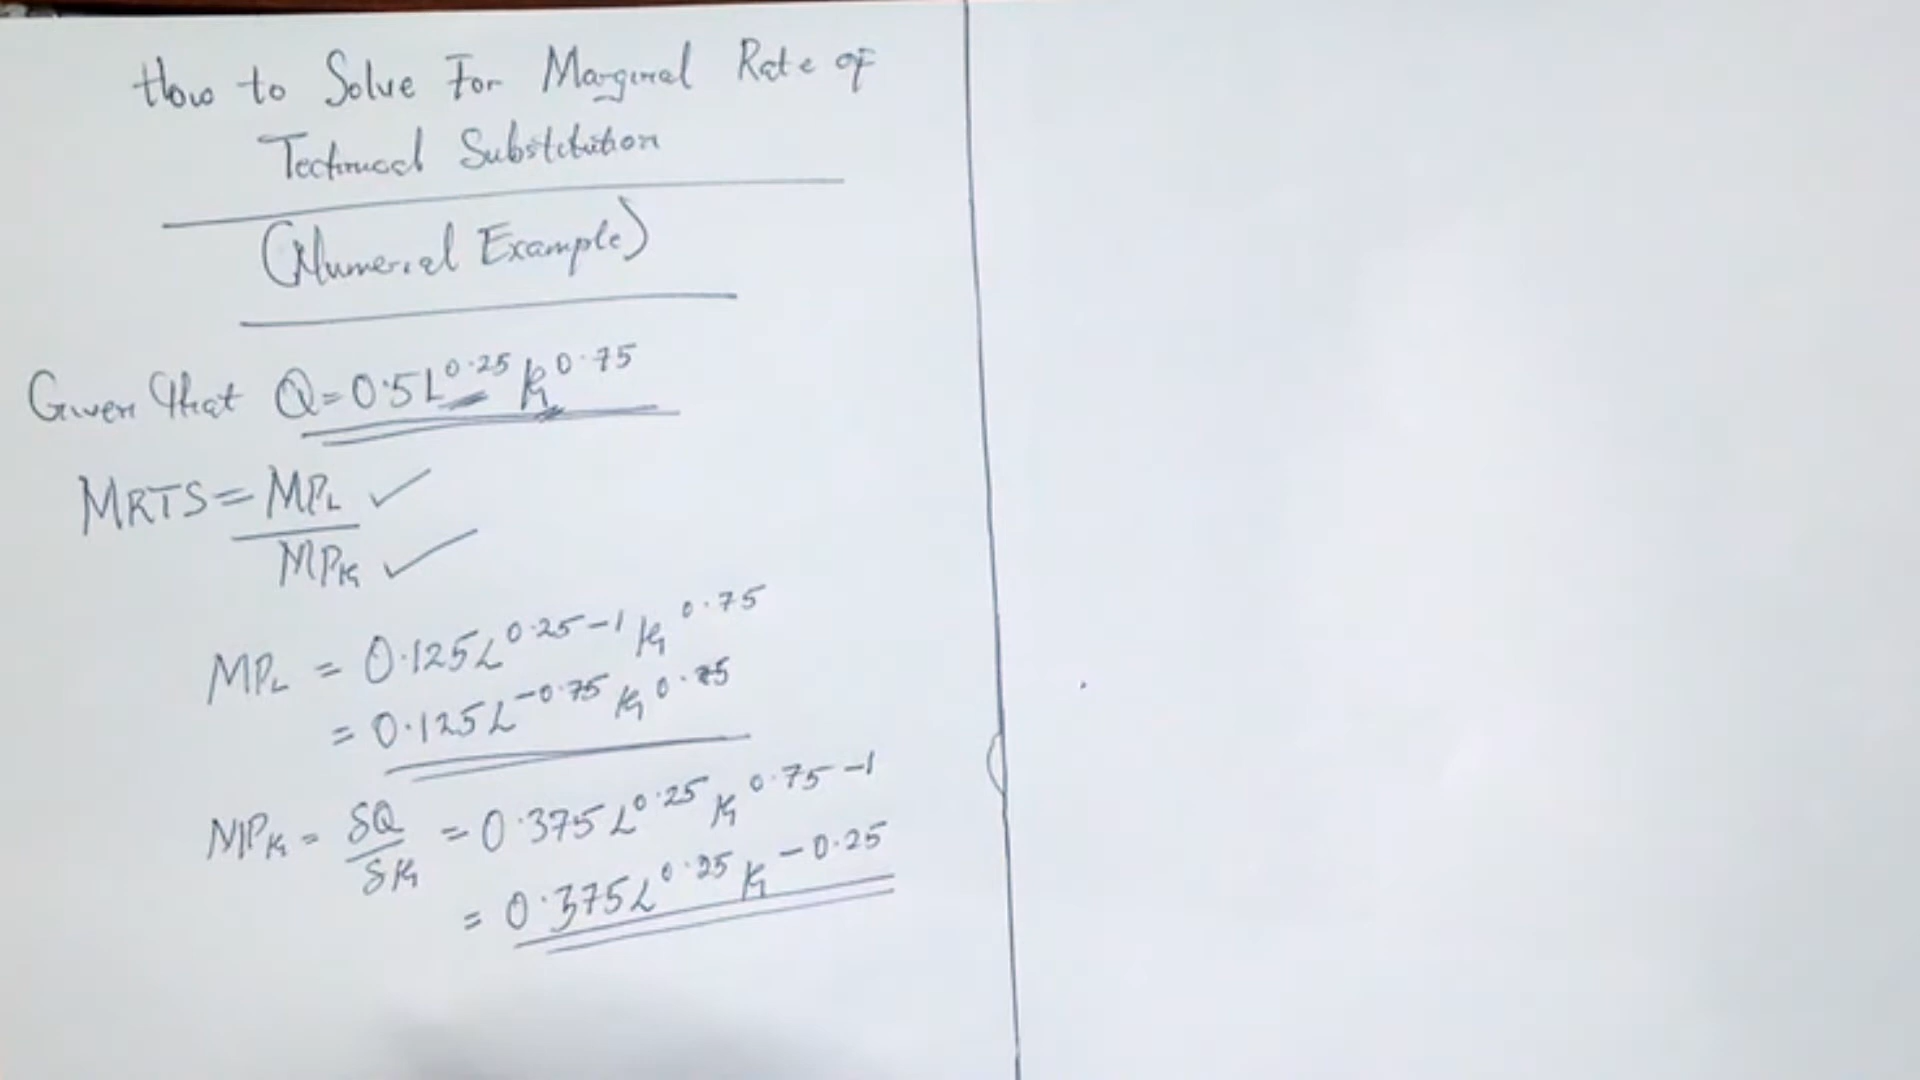 How to Solve For Marginal Rate of
Technical Substitution
(Numerical Example)
Given that Q=0.5L^0.25 K^0.75
MRTS = MPL ✓
MPK ✓
MPL = 0.125L^0.25-1 K^0.75
= 0.125L^-0.75 K^0.75
MPK = δQ/δK = 0.375L^0.25 K^0.75-1
= 0.375L^0.25 K^-0.25